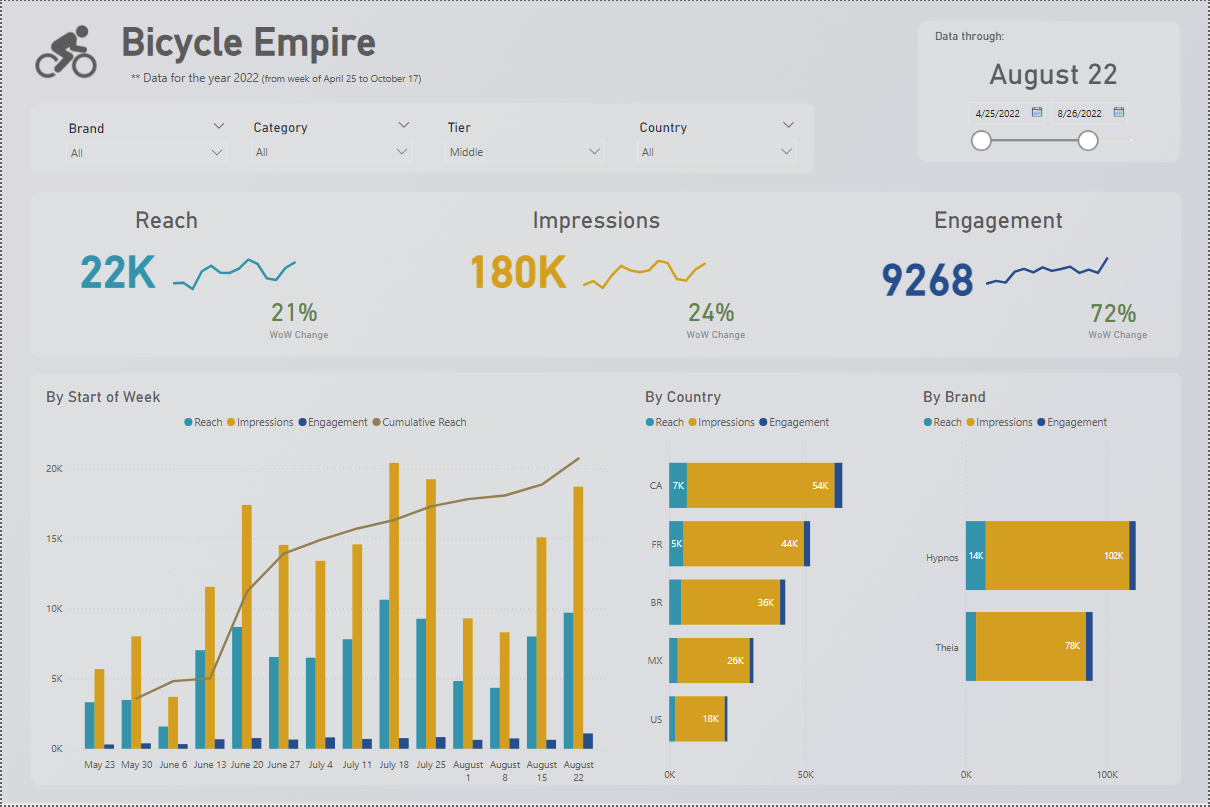 Bicycle Empire
** Data for the year 2022 (from week of April 25 to October 17)
Data through:
August 22
4/25/2022 8/26/2022
Brand Category Tier Country
All All Middle All
Reach Impressions Engagement
22K 180K 9268
21% 24% 72%
WoW Change WoW Change WoW Change
By Start of Week
Reach Impressions Engagement Cumulative Reach
20K
15K
10K
5K
0K
May 23 May 30 June 6 June 13 June 20 June 27 July 4 July 11 July 18 July 25 August August August August
1 8 15 22
By Country
Reach Impressions Engagement
CA 7K 54K
FR 5K 44K
BR 36K
MX 26K
US 18K
0K 50K
By Brand
Reach Impressions Engagement
Hypnos 14K 102K
Theia 78K
0K 100K